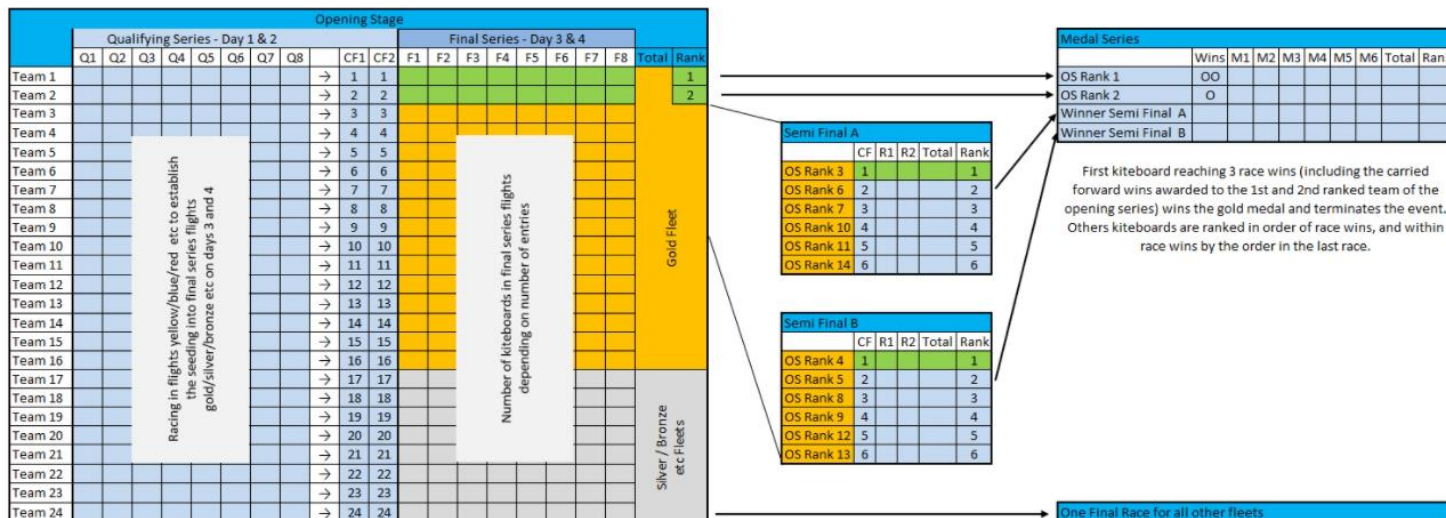 Opening Stage
Qualifying Series - Day 1 & 2 Final Series - Day 3 & 4
Q1 Q2 Q3 Q4 Q5 Q6 Q7 Q8 CF1 CF2 F1 F2 F3 F4 F5 F6 F7 F8 Total Rank
Team 1 → 1 1 1
Team 2 → 2 2 2
Team 3 → 3 3
Team 4 → 4 4
Team 5 → 5 5
Team 6 → 6 6
Team 7 → 7 7
Team 8 → 8 8
Team 9 → 9 9
Team 10 → 10 10
Team 11 → 11 11
Team 12 → 12 12
Team 13 → 13 13
Team 14 → 14 14
Team 15 → 15 15
Team 16 → 16 16
Team 17 → 17 17
Team 18 → 18 18
Team 19 → 19 19
Team 20 → 20 20
Team 21 → 21 21
Team 22 → 22 22
Team 23 → 23 23
Team 24 → 24 24
Racing in flights yellow/blue/red etc to establish
the seeding into final series flights
gold/silver/bronze etc on days 3 and 4
Number of kiteboards in final series flights
depending on number of entries
Gold Fleet
Silver / Bronze
etc Fleets
Semi Final A
CF R1 R2 Total Rank
OS Rank 3 1 1
OS Rank 6 2 2
OS Rank 7 3 3
OS Rank 10 4 4
OS Rank 11 5 5
OS Rank 14 6 6
Semi Final B
CF R1 R2 Total Rank
OS Rank 4 1 1
OS Rank 5 2 2
OS Rank 8 3 3
OS Rank 9 4 4
OS Rank 12 5 5
OS Rank 13 6 6
Medal Series
Wins M1 M2 M3 M4 M5 M6 Total Ran
OS Rank 1 OO
OS Rank 2 O
Winner Semi Final A
Winner Semi Final B
First kiteboard reaching 3 race wins (including the carried
forward wins awarded to the 1st and 2nd ranked team of the
opening series) wins the gold medal and terminates the event.
Others kiteboards are ranked in order of race wins, and within
race wins by the order in the last race.
One Final Race for all other fleets